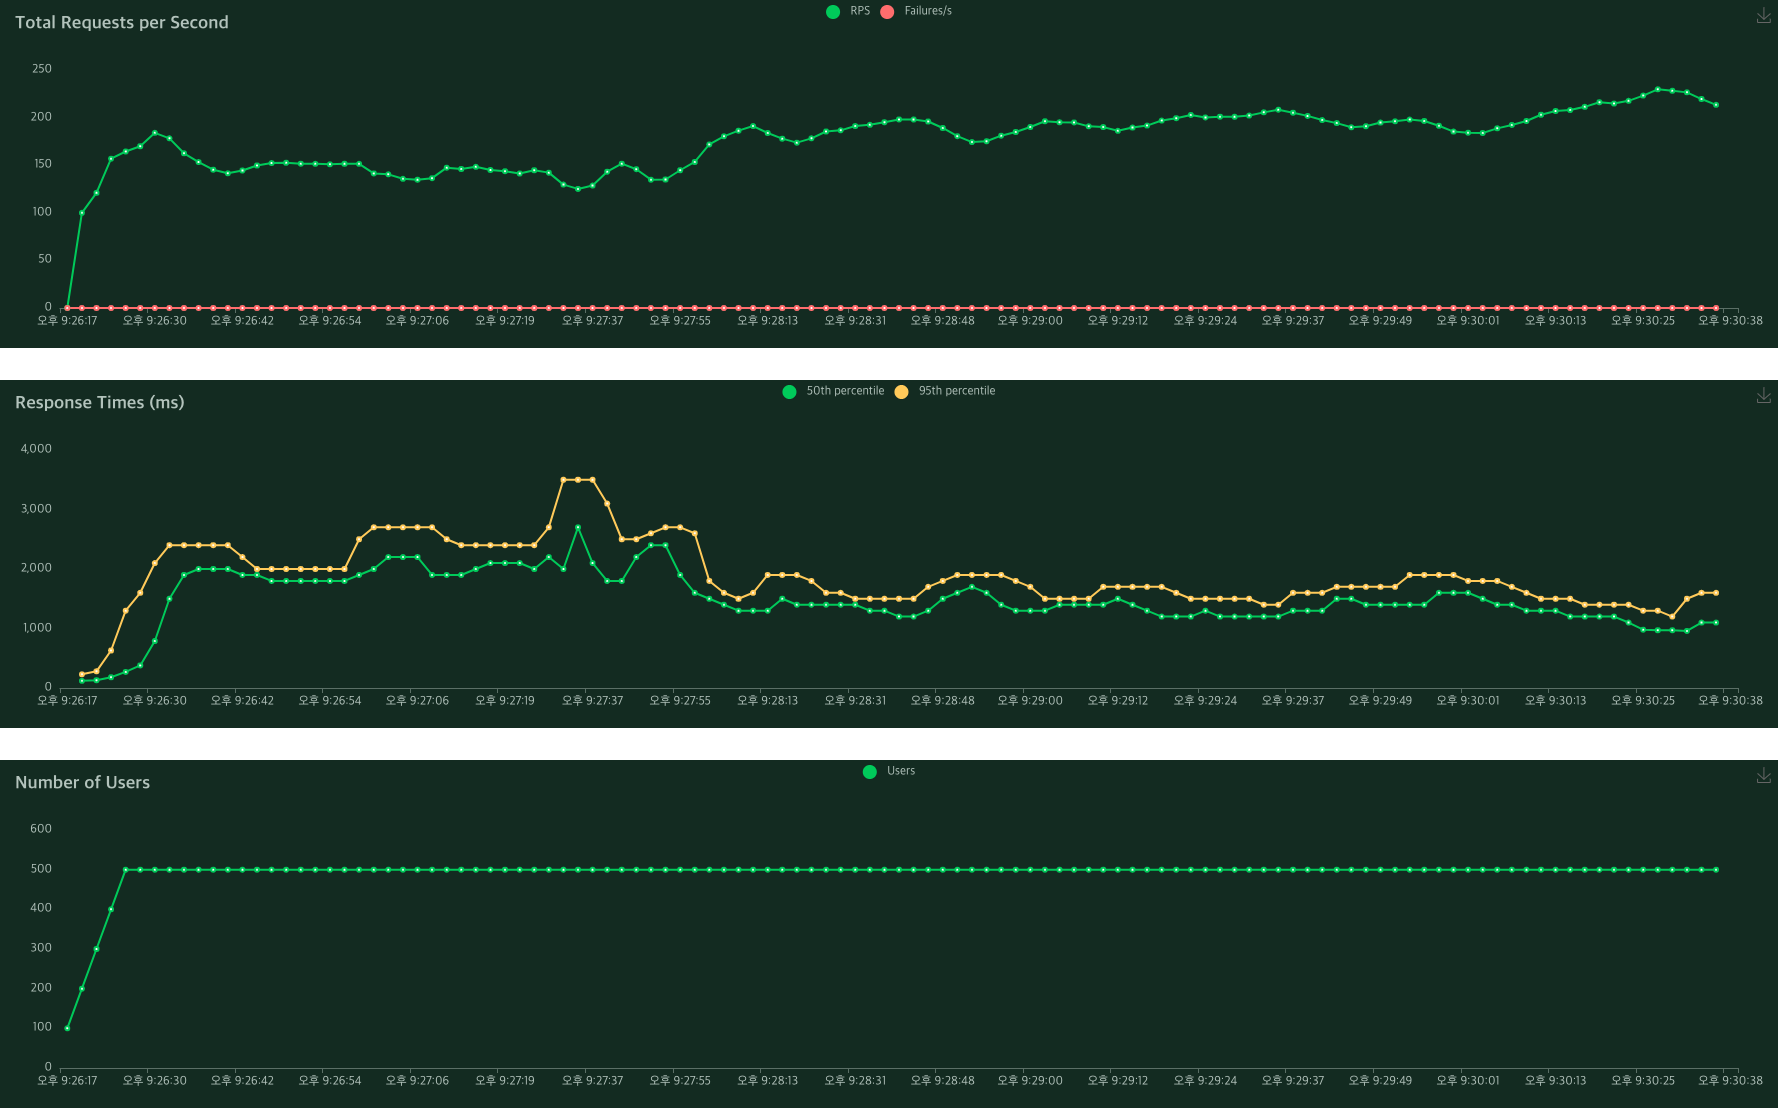 Total Requests per Second
RPS Failures/s
250
200
150
100
50
0
오후 9:26:17 오후 9:26:30 오후 9:26:42 오후 9:26:54 오후 9:27:06 오후 9:27:19 오후 9:27:37 오후 9:27:55 오후 9:28:13 오후 9:28:31 오후 9:28:48 오후 9:29:00 오후 9:29:12 오후 9:29:24 오후 9:29:37 오후 9:29:49 오후 9:30:01 오후 9:30:13 오후 9:30:25 오후 9:30:38
Response Times (ms)
50th percentile 95th percentile
4,000
3,000
2,000
1,000
0
오후 9:26:17 오후 9:26:30 오후 9:26:42 오후 9:26:54 오후 9:27:06 오후 9:27:19 오후 9:27:37 오후 9:27:55 오후 9:28:13 오후 9:28:31 오후 9:28:48 오후 9:29:00 오후 9:29:12 오후 9:29:24 오후 9:29:37 오후 9:29:49 오후 9:30:01 오후 9:30:13 오후 9:30:25 오후 9:30:38
Number of Users
Users
600
500
400
300
200
100
0
오후 9:26:17 오후 9:26:30 오후 9:26:42 오후 9:26:54 오후 9:27:06 오후 9:27:19 오후 9:27:37 오후 9:27:55 오후 9:28:13 오후 9:28:31 오후 9:28:48 오후 9:29:00 오후 9:29:12 오후 9:29:24 오후 9:29:37 오후 9:29:49 오후 9:30:01 오후 9:30:13 오후 9:30:25 오후 9:30:38